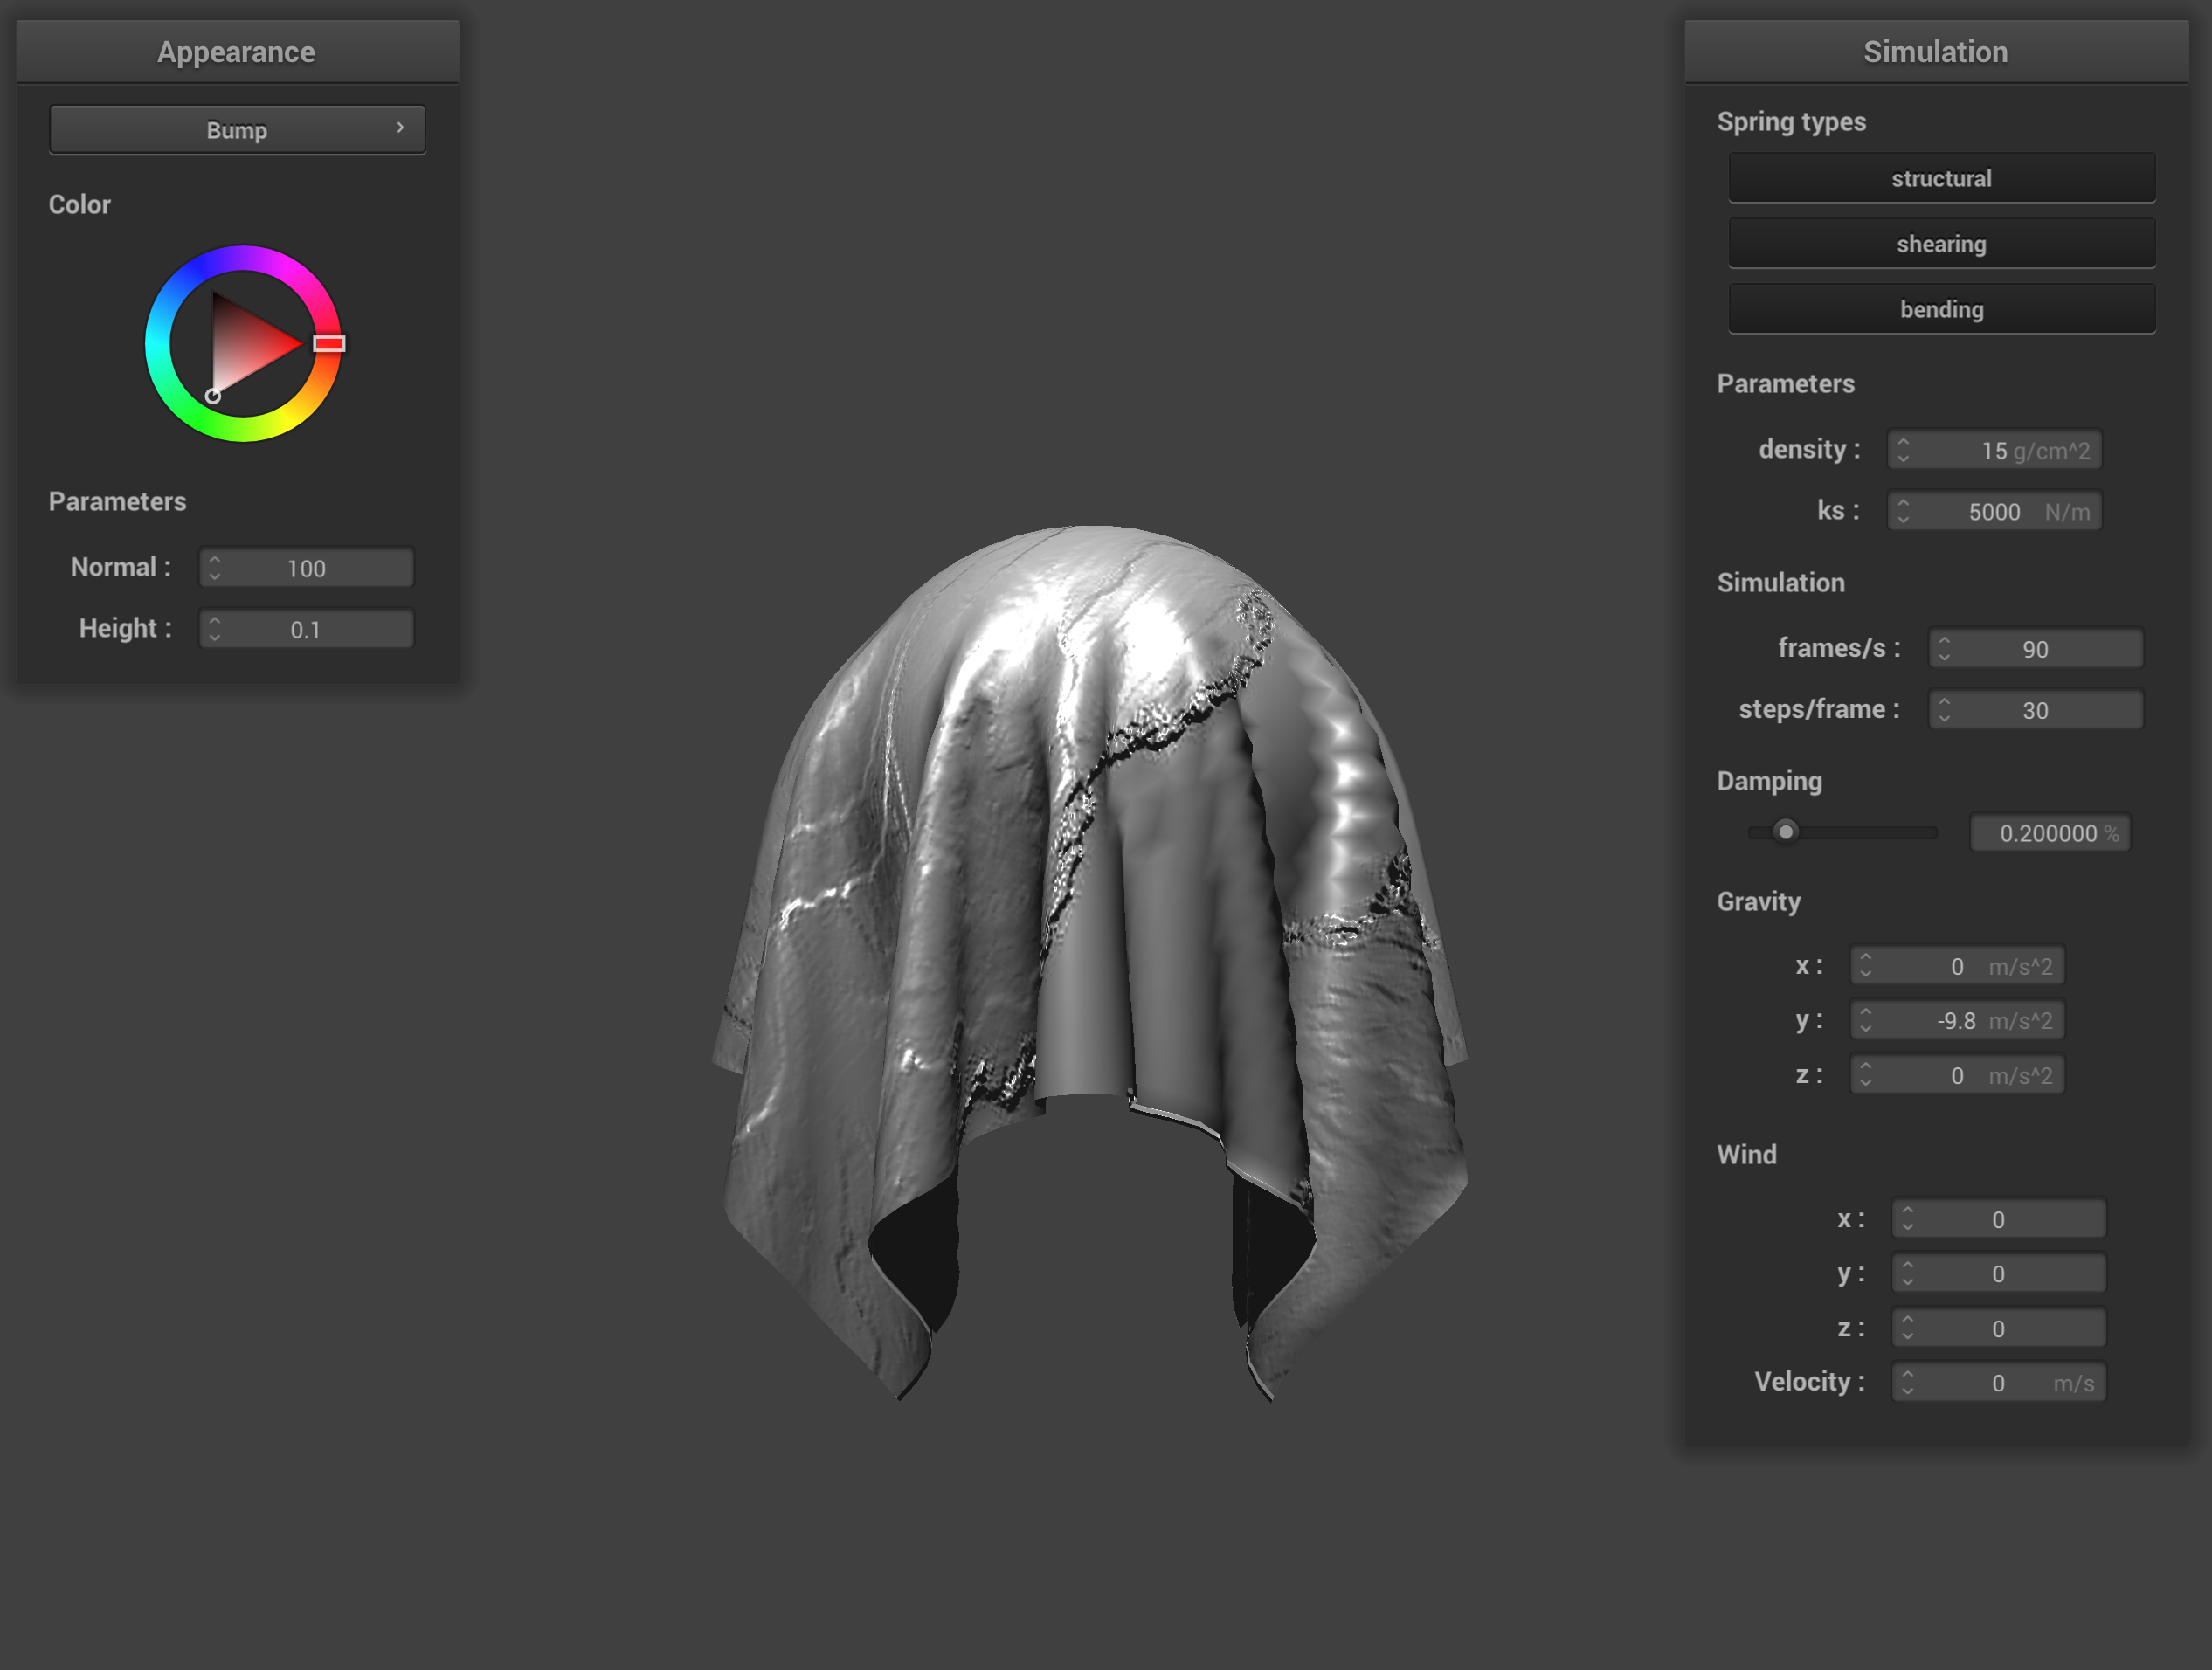 Appearance
Bump
Color
Parameters
Normal : 100
Height : 0.1
Simulation
Spring types
structural
shearing
bending
Parameters
density : 15 g/cm^2
ks : 5000 N/m
Simulation
frames/s : 90
steps/frame : 30
Damping
0.200000 %
Gravity
x : 0 m/s^2
y : -9.8 m/s^2
z : 0 m/s^2
Wind
x : 0
y : 0
z : 0
Velocity : 0 m/s